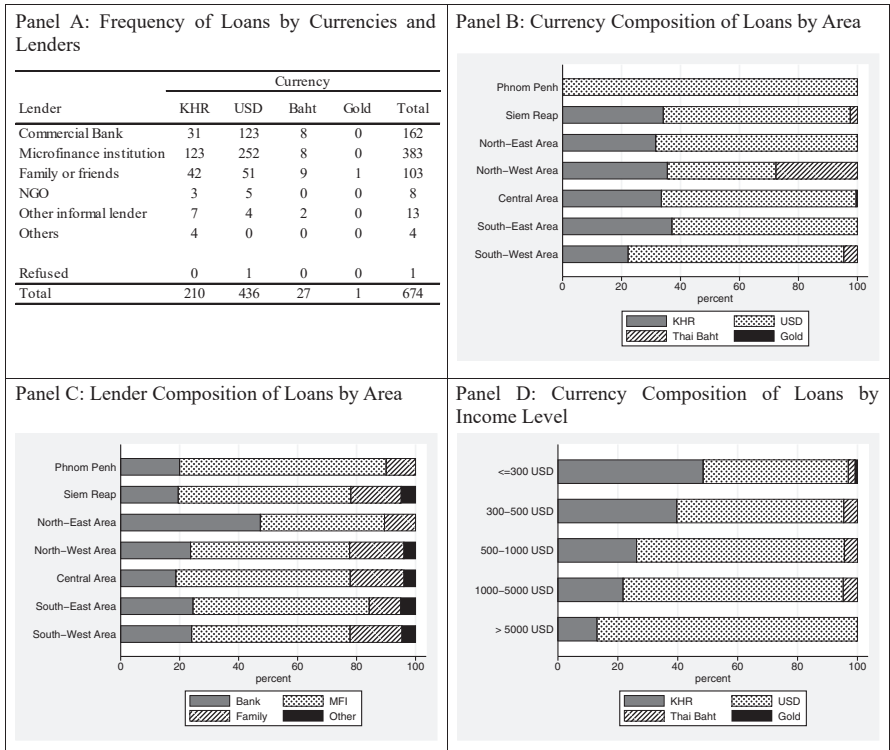 Panel A: Frequency of Loans by Currencies and
Lenders
Currency
Lender KHR USD Baht Gold Total
Commercial Bank 31 123 8 0 162
Microfinance institution 123 252 8 0 383
Family or friends 42 51 9 1 103
NGO 3 5 0 0 8
Other informal lender 7 4 2 0 13
Others 4 0 0 0 4
Refused 0 1 0 0 1
Total 210 436 27 1 674
Panel B: Currency Composition of Loans by Area
Phnom Penh
Siem Reap
North-East Area
North-West Area
Central Area
South-East Area
South-West Area
0 20 40 60 80 100
percent
KHR USD
Thai Baht Gold
Panel C: Lender Composition of Loans by Area
Phnom Penh
Siem Reap
North-East Area
North-West Area
Central Area
South-East Area
South-West Area
0 20 40 60 80 100
percent
Bank MFI
Family Other
Panel D: Currency Composition of Loans by
Income Level
<=300 USD
300-500 USD
500-1000 USD
1000-5000 USD
> 5000 USD
0 20 40 60 80 100
percent
KHR USD
Thai Baht Gold